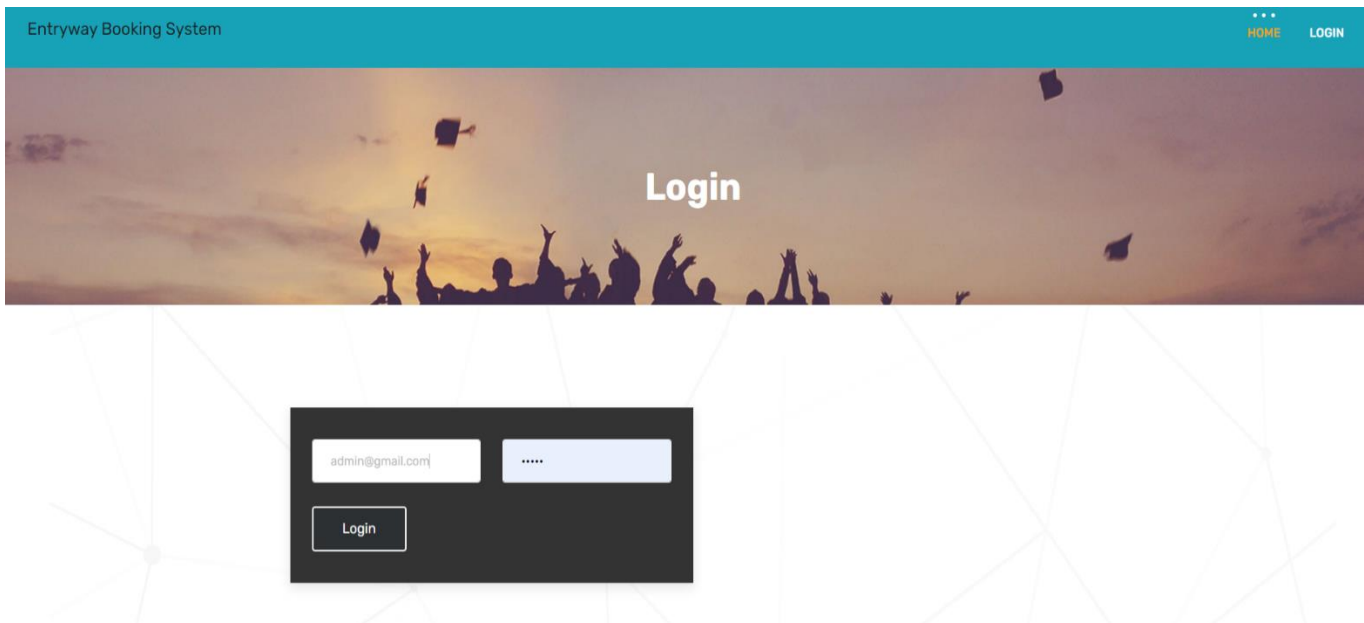 Entryway Booking System
HOME LOGIN
Login
admin@gmail.com
•••••
Login